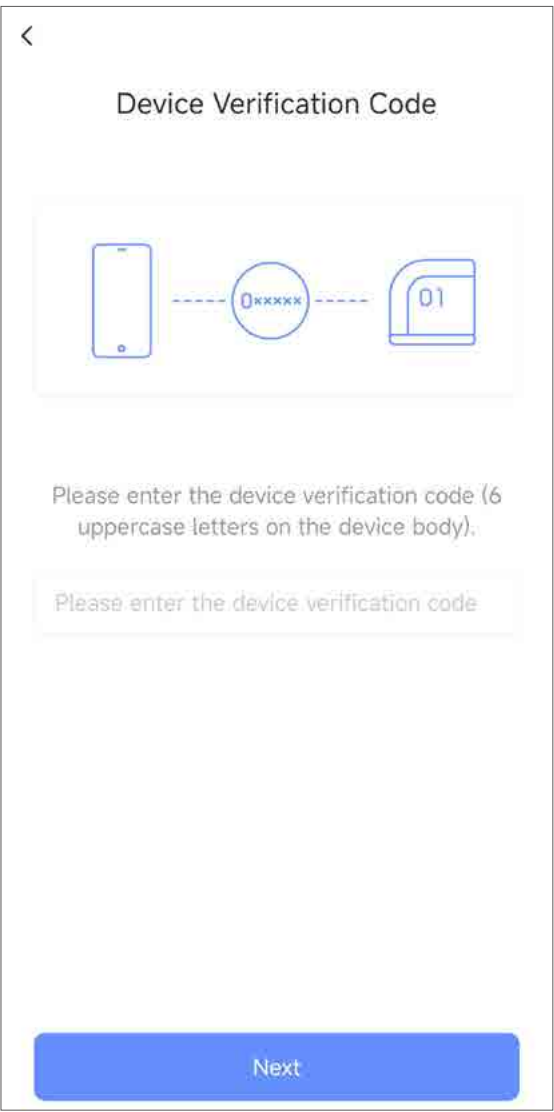 Device Verification Code
0××××× 01
Please enter the device verification code (6
uppercase letters on the device body).
Please enter the device verification code
Next